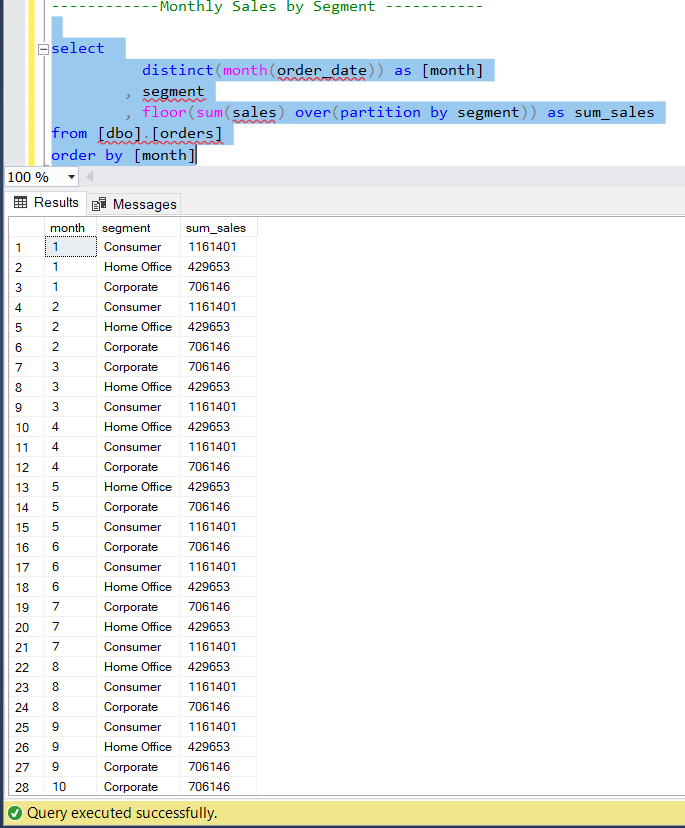 ------------Monthly Sales by Segment -----------
select
distinct(month(order_date)) as [month]
, segment
, floor(sum(sales) over(partition by segment)) as sum_sales
from [dbo].[orders]
order by [month]
100 %
Results Messages
month segment sum_sales
1 1 Consumer 1161401
2 1 Home Office 429653
3 1 Corporate 706146
4 2 Consumer 1161401
5 2 Home Office 429653
6 2 Corporate 706146
7 3 Corporate 706146
8 3 Home Office 429653
9 3 Consumer 1161401
10 4 Home Office 429653
11 4 Consumer 1161401
12 4 Corporate 706146
13 5 Home Office 429653
14 5 Corporate 706146
15 5 Consumer 1161401
16 6 Corporate 706146
17 6 Consumer 1161401
18 6 Home Office 429653
19 7 Corporate 706146
20 7 Home Office 429653
21 7 Consumer 1161401
22 8 Home Office 429653
23 8 Consumer 1161401
24 8 Corporate 706146
25 9 Consumer 1161401
26 9 Home Office 429653
27 9 Corporate 706146
28 10 Corporate 706146
Query executed successfully.